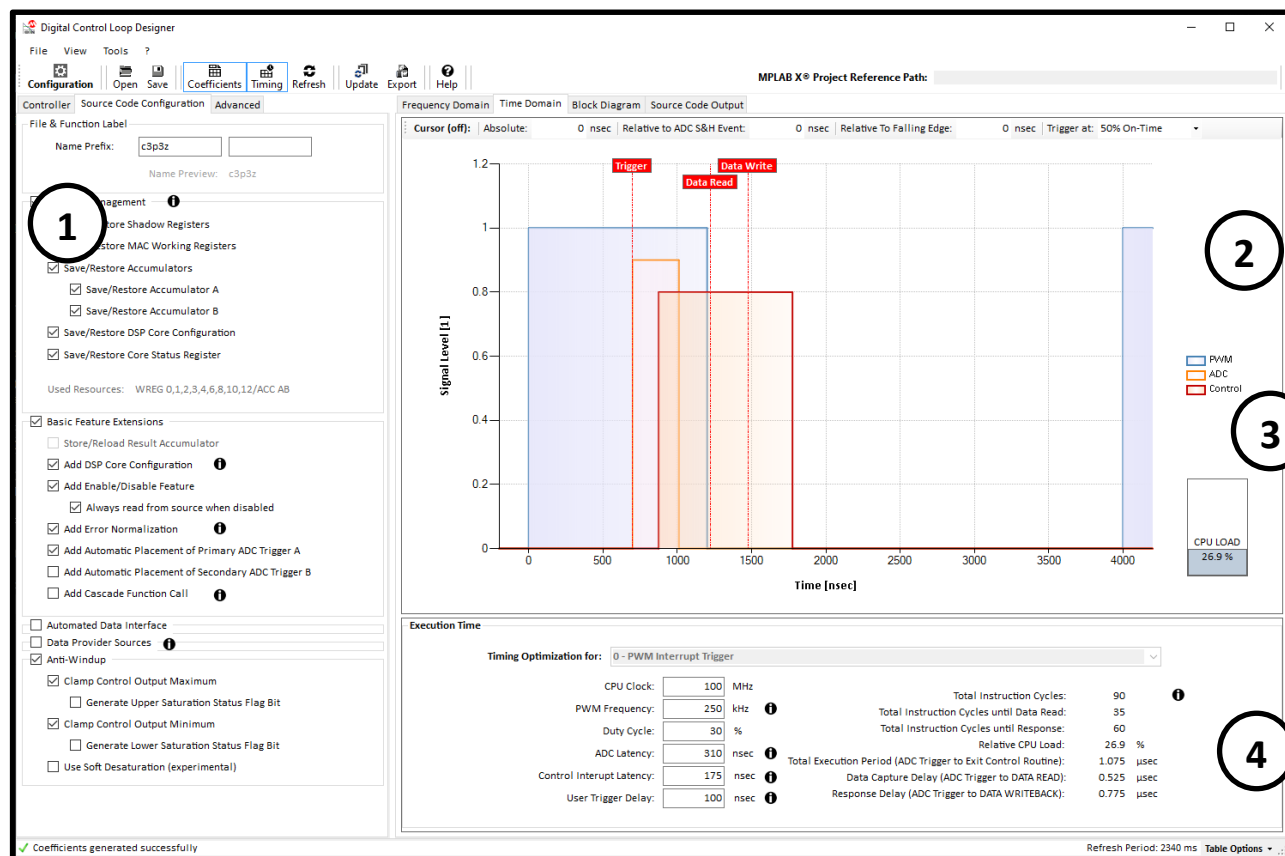 Digital Control Loop Designer
File View Tools ?
Configuration Open Save Coefficients Timing Refresh Update Export Help
MPLAB X® Project Reference Path:
Controller Source Code Configuration Advanced
File & Function Label
Name Prefix: c3p3z
Name Preview: c3p3z
1
Save/Restore Accumulators
Save/Restore Accumulator A
Save/Restore Accumulator B
Save/Restore DSP Core Configuration
Save/Restore Core Status Register
Shadow Registers
MAC Working Registers
Used Resources: WREG 0,1,2,3,4,6,8,10,12/ACC AB
Basic Feature Extensions
Store/Reload Result Accumulator
Add DSP Core Configuration
Add Enable/Disable Feature
Always read from source when disabled
Add Error Normalization
Add Automatic Placement of Primary ADC Trigger A
Add Automatic Placement of Secondary ADC Trigger B
Add Cascade Function Call
Automated Data Interface
Data Provider Sources
Anti-Windup
Clamp Control Output Maximum
Generate Upper Saturation Status Flag Bit
Clamp Control Output Minimum
Generate Lower Saturation Status Flag Bit
Use Soft Desaturation (experimental)
Frequency Domain Time Domain Block Diagram Source Code Output
Cursor (off): Absolute: 0 nsec Relative to ADC S&H Event: 0 nsec Relative To Falling Edge: 0 nsec Trigger at: 50% On-Time
Trigger Data Write
Data Read
1.2
1
0.8
0.6
0.4
0.2
0
Signal Level [1]
0 500 1000 1500 2000 2500 3000 3500 4000
Time [nsec]
2
PWM
ADC
Control
3
CPU LOAD
26.9 %
Execution Time
Timing Optimization for: 0 - PWM Interrupt Trigger
CPU Clock: 100 MHz
PWM Frequency: 250 kHz
Duty Cycle: 30 %
ADC Latency: 310 nsec
Control Interupt Latency: 175 nsec
User Trigger Delay: 100 nsec
Total Instruction Cycles: 90
Total Instruction Cycles until Data Read: 35
Total Instruction Cycles until Response: 60
Relative CPU Load: 26.9 %
Total Execution Period (ADC Trigger to Exit Control Routine): 1.075 µsec
Data Capture Delay (ADC Trigger to DATA READ): 0.525 µsec
Response Delay (ADC Trigger to DATA WRITEBACK): 0.775 µsec
4
Coefficients generated successfully
Refresh Period: 2340 ms Table Options